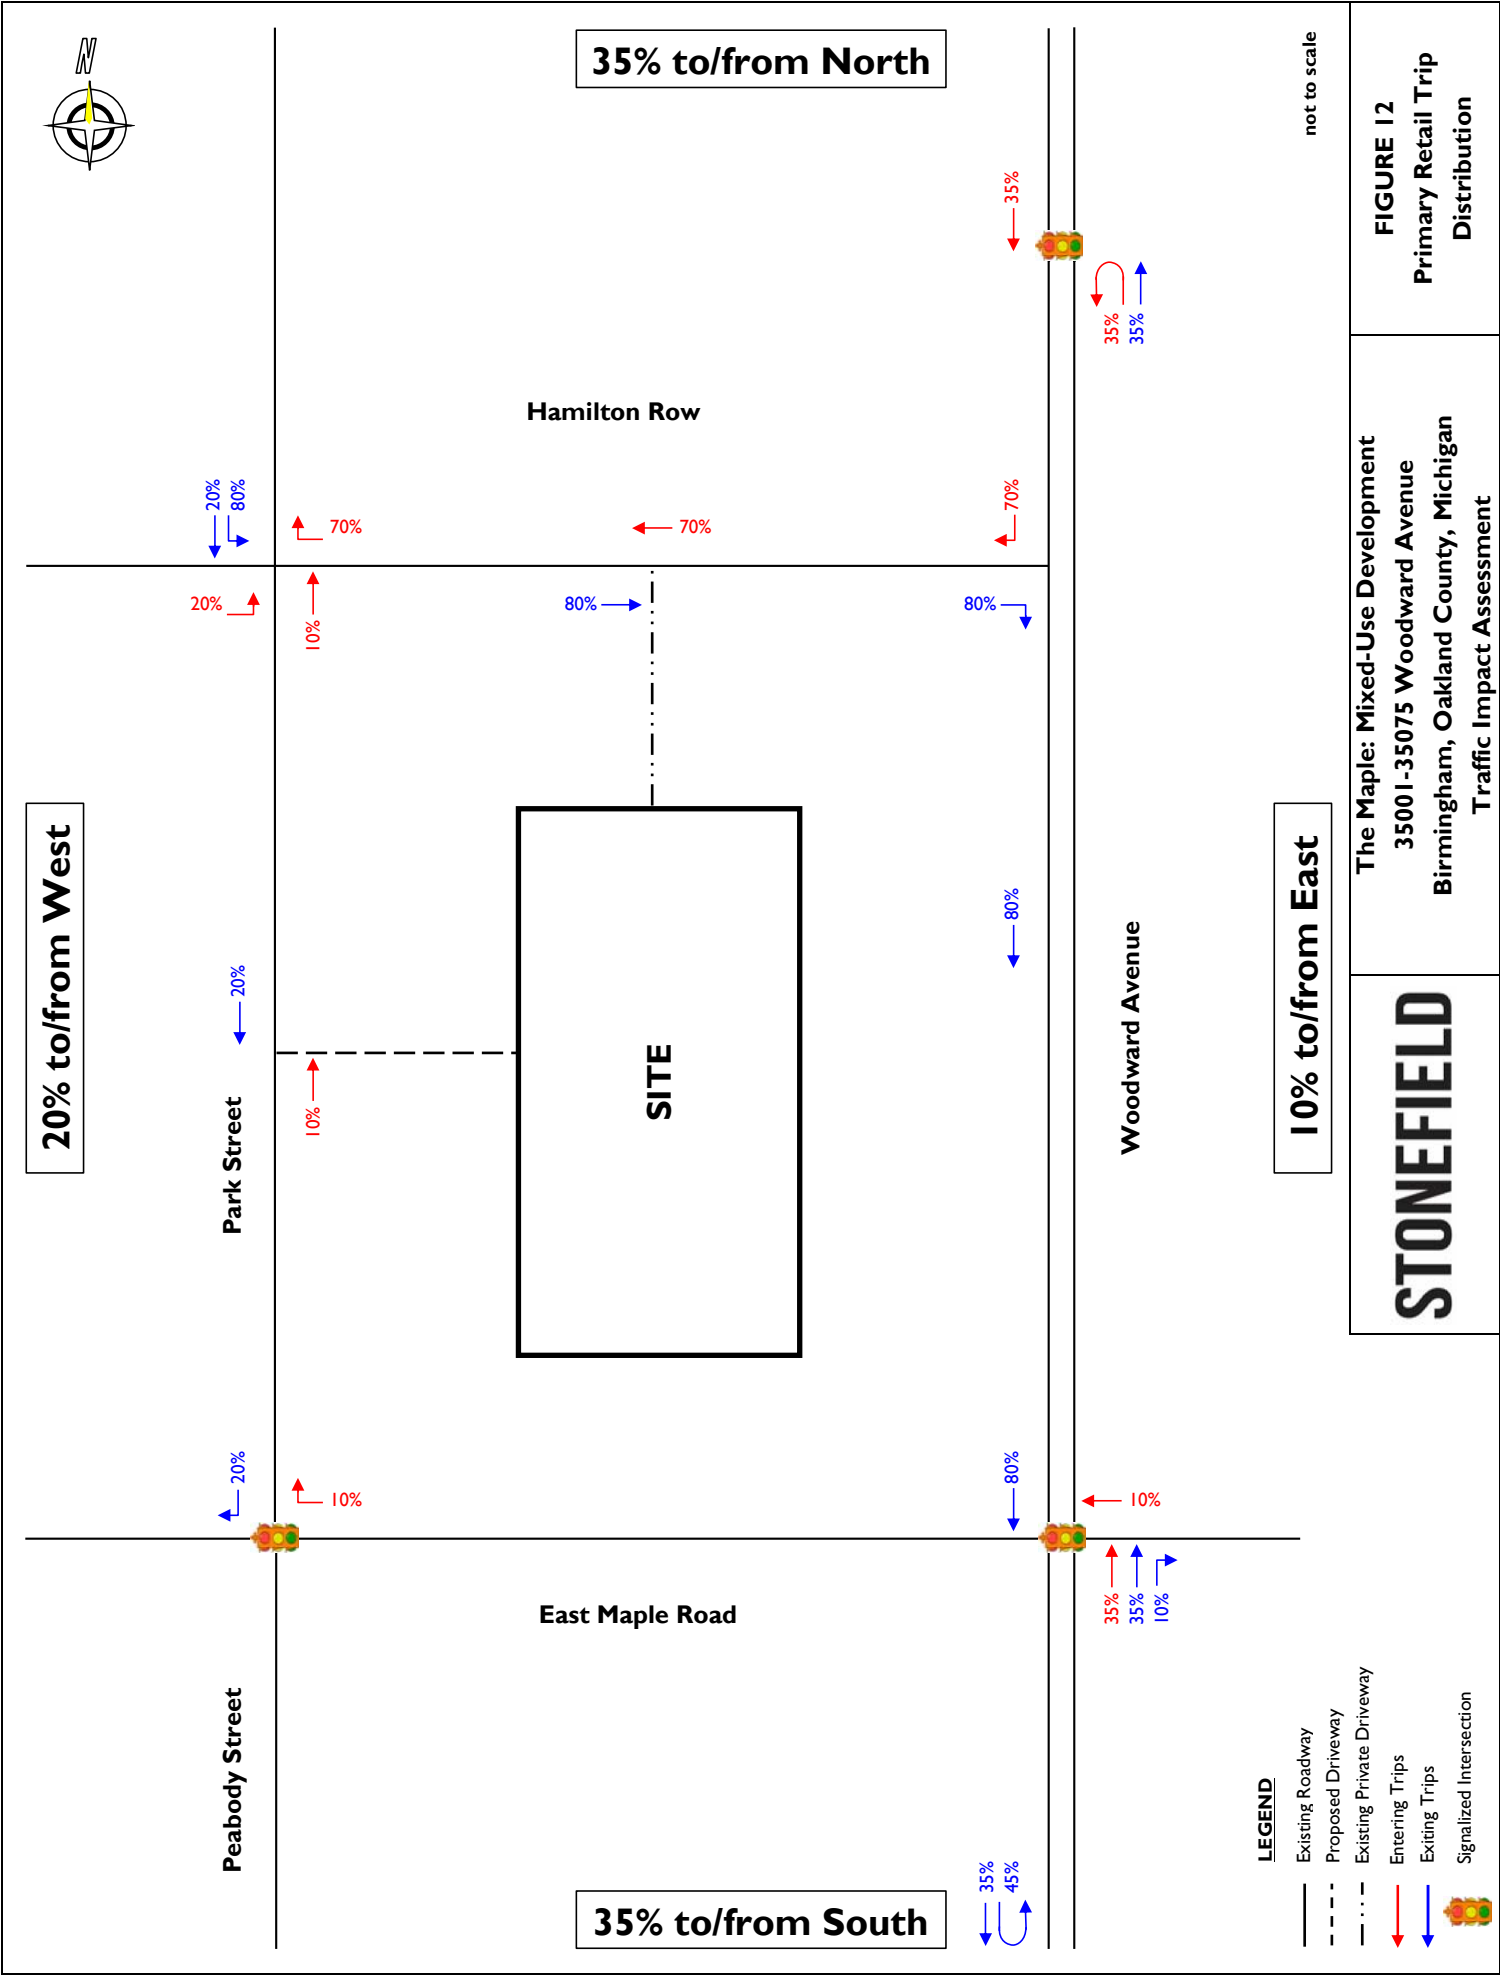 N
35% to/from North
not to scale
FIGURE 12
Primary Retail Trip
Distribution
35%
35%
35%
Hamilton Row
20%
80%
70%
70%
70%
20%
10%
80%
80%
20% to/from West
20%
10%
Park Street
SITE
80%
Woodward Avenue
10% to/from East
The Maple: Mixed-Use Development
35001-35075 Woodward Avenue
Birmingham, Oakland County, Michigan
Traffic Impact Assessment
STONEFIELD
20%
10%
80%
10%
35%
35%
10%
East Maple Road
Peabody Street
35% to/from South
35%
45%
LEGEND
Existing Roadway
Proposed Driveway
Existing Private Driveway
Entering Trips
Exiting Trips
Signalized Intersection